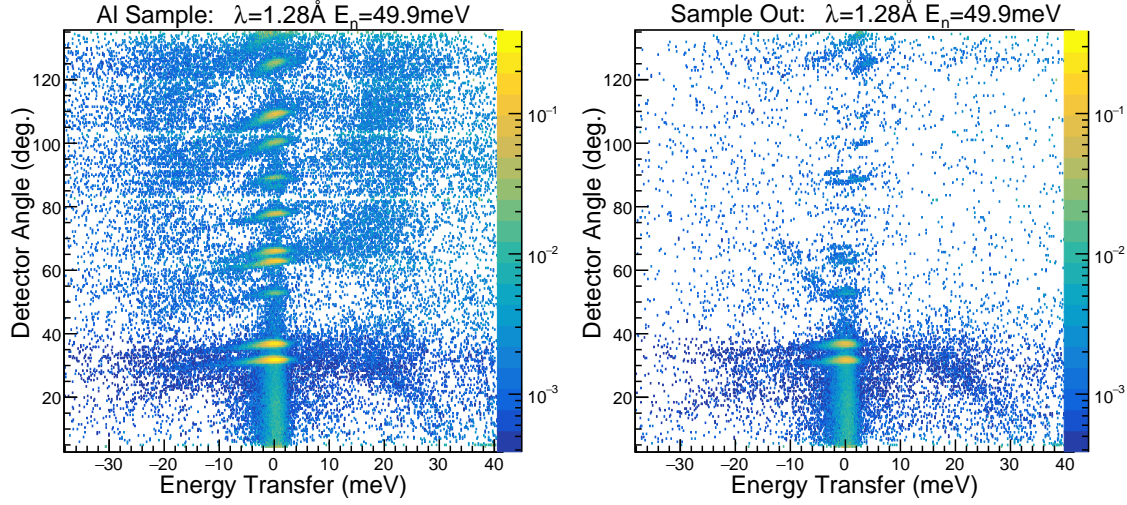 Al Sample: λ=1.28Å E_n=49.9meV
Detector Angle (deg.)
120
100
80
60
40
20
−30 −20 −10 0 10 20 30 40
Energy Transfer (meV)
10⁻¹
10⁻²
10⁻³
Sample Out: λ=1.28Å E_n=49.9meV
Detector Angle (deg.)
120
100
80
60
40
20
−30 −20 −10 0 10 20 30 40
Energy Transfer (meV)
10⁻¹
10⁻²
10⁻³